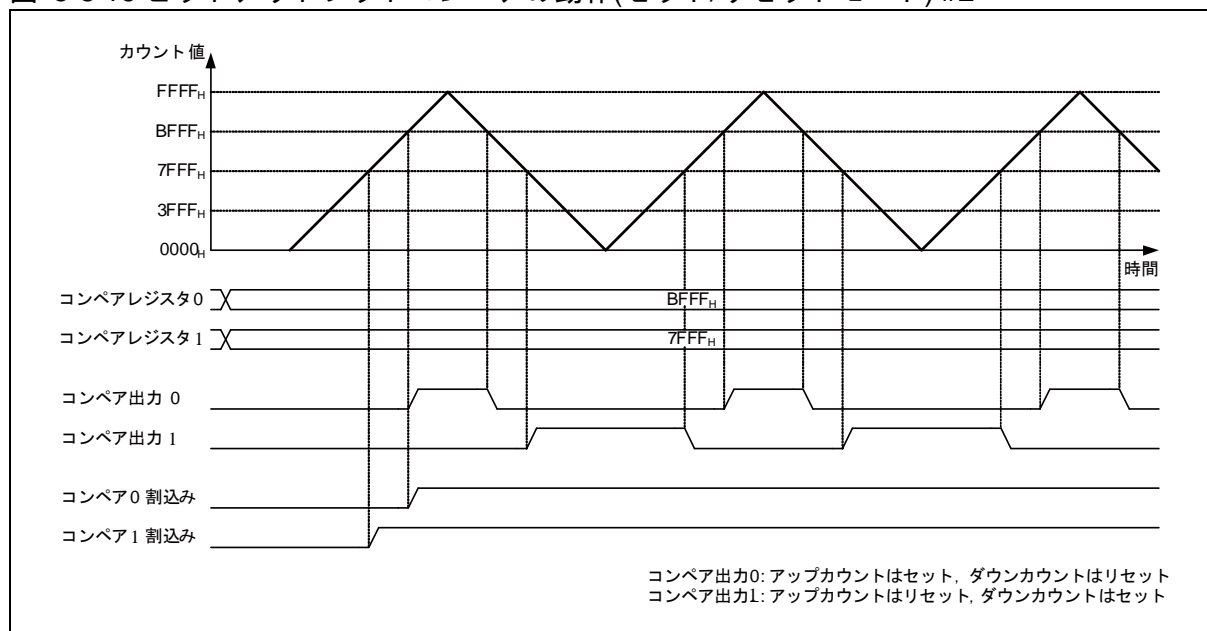 カウント値
FFFFH
BFFFH
7FFFH
3FFFH
0000H
時間
コンペアレジスタ0
BFFFH
コンペアレジスタ1
7FFFH
コンペア出力 0
コンペア出力 1
コンペア0 割込み
コンペア1 割込み
コンペア出力0: アップカウントはセット, ダウンカウントはリセット
コンペア出力1: アップカウントはリセット, ダウンカウントはセット